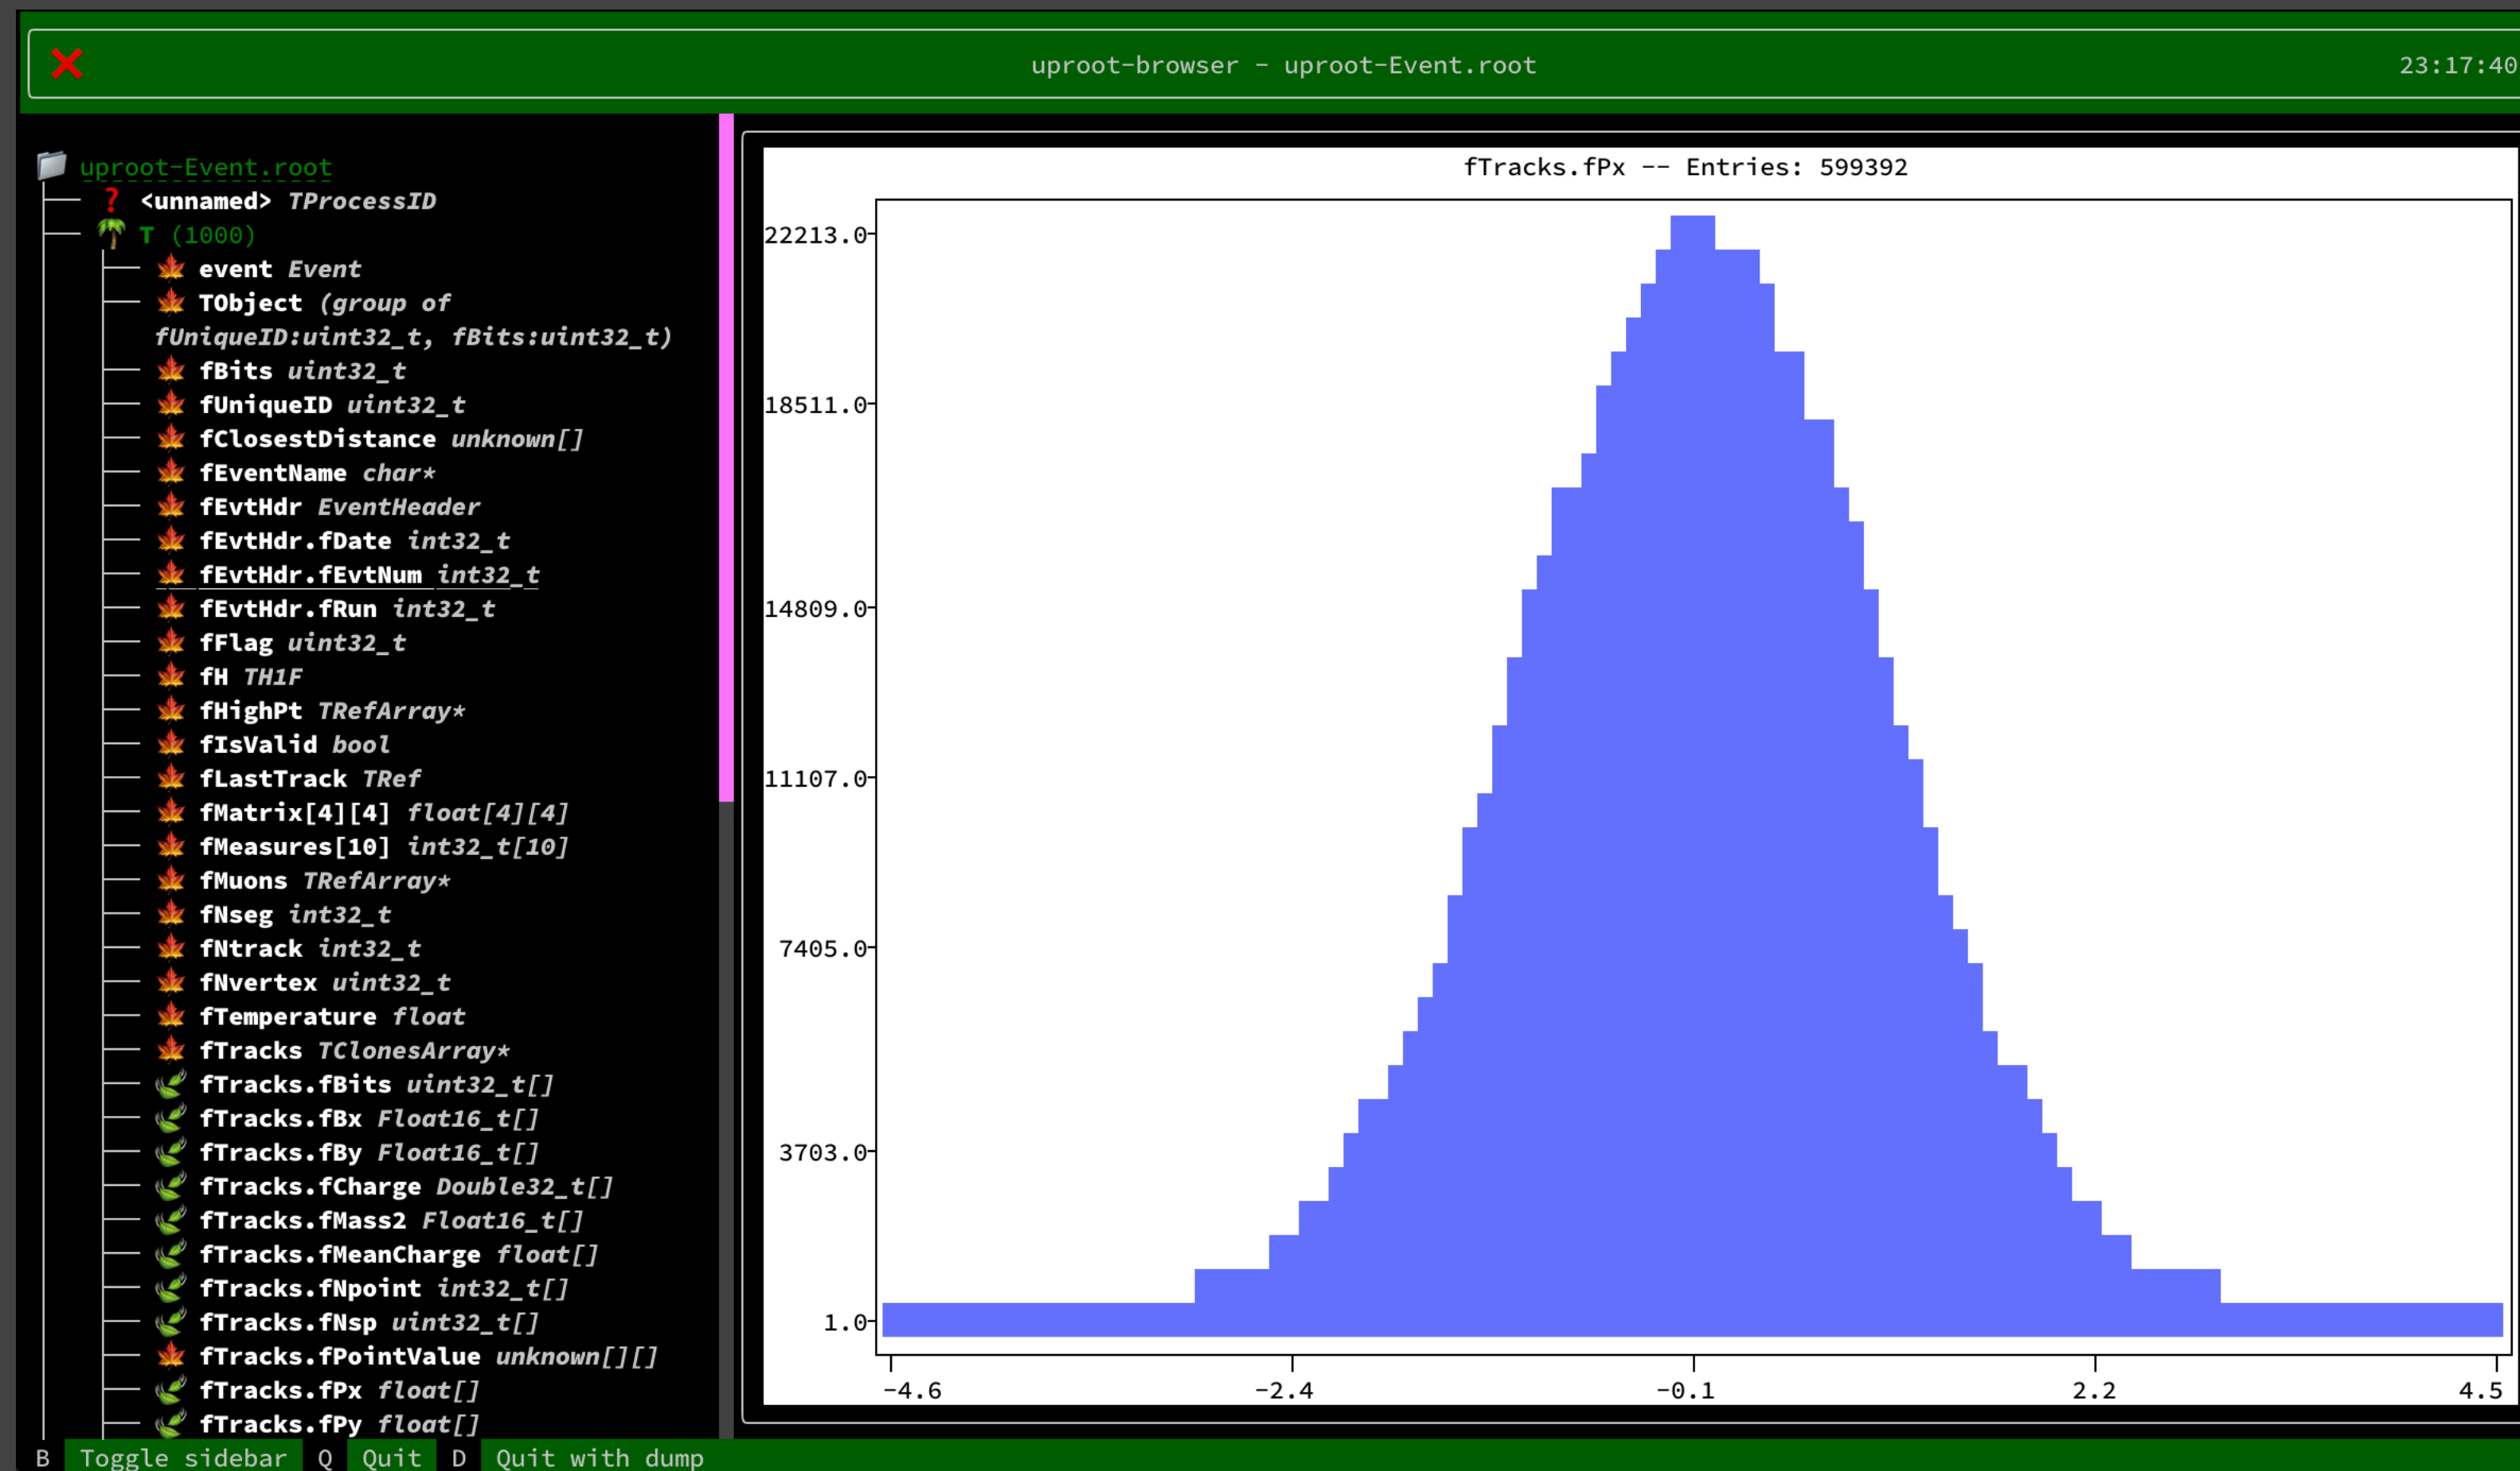 uproot-browser - uproot-Event.root
23:17:40
uproot-Event.root
<unnamed> TProcessID
T (1000)
event Event
TObject (group of
fUniqueID:uint32_t, fBits:uint32_t)
fBits uint32_t
fUniqueID uint32_t
fClosestDistance unknown[]
fEventName char*
fEvtHdr EventHeader
fEvtHdr.fDate int32_t
fEvtHdr.fEvtNum int32_t
fEvtHdr.fRun int32_t
fFlag uint32_t
fH TH1F
fHighPt TRefArray*
fIsValid bool
fLastTrack TRef
fMatrix[4][4] float[4][4]
fMeasures[10] int32_t[10]
fMuons TRefArray*
fNseg int32_t
fNtrack int32_t
fNvertex uint32_t
fTemperature float
fTracks TClonesArray*
fTracks.fBits uint32_t[]
fTracks.fBx Float16_t[]
fTracks.fBy Float16_t[]
fTracks.fCharge Double32_t[]
fTracks.fMass2 Float16_t[]
fTracks.fMeanCharge float[]
fTracks.fNpoint int32_t[]
fTracks.fNsp uint32_t[]
fTracks.fPointValue unknown[][]
fTracks.fPx float[]
fTracks.fPy float[]
fTracks.fPx -- Entries: 599392
22213.0
18511.0
14809.0
11107.0
7405.0
3703.0
1.0
-4.6 -2.4 -0.1 2.2 4.5
B Toggle sidebar Q Quit D Quit with dump